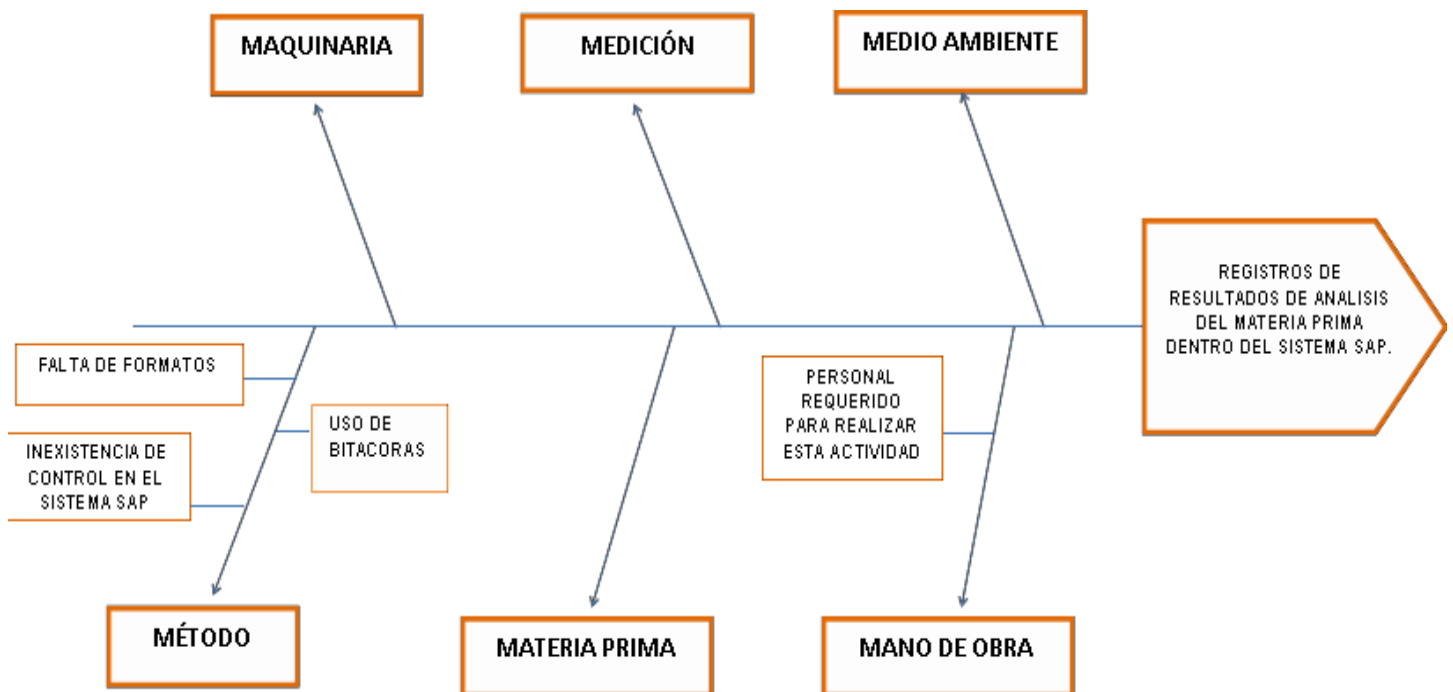 MAQUINARIA
MEDICIÓN
MEDIO AMBIENTE
REGISTROS DE
RESULTADOS DE ANALISIS
DEL MATERIA PRIMA
DENTRO DEL SISTEMA SAP.
FALTA DE FORMATOS
USO DE
BITACORAS
INEXISTENCIA DE
CONTROL EN EL
SISTEMA SAP
PERSONAL
REQUERIDO
PARA REALIZAR
ESTA ACTIVIDAD
MÉTODO
MATERIA PRIMA
MANO DE OBRA